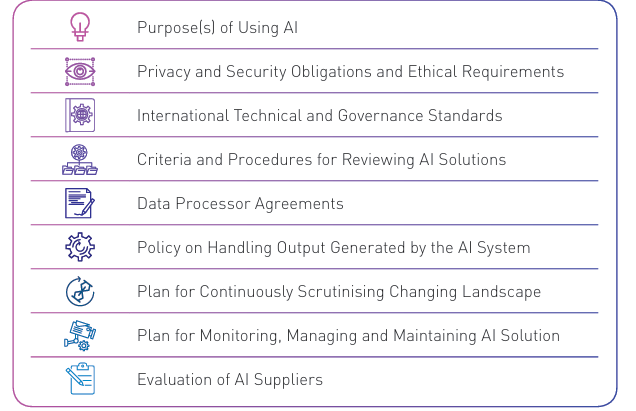 Purpose(s) of Using AI
Privacy and Security Obligations and Ethical Requirements
International Technical and Governance Standards
Criteria and Procedures for Reviewing AI Solutions
Data Processor Agreements
Policy on Handling Output Generated by the AI System
Plan for Continuously Scrutinising Changing Landscape
Plan for Monitoring, Managing and Maintaining AI Solution
Evaluation of AI Suppliers